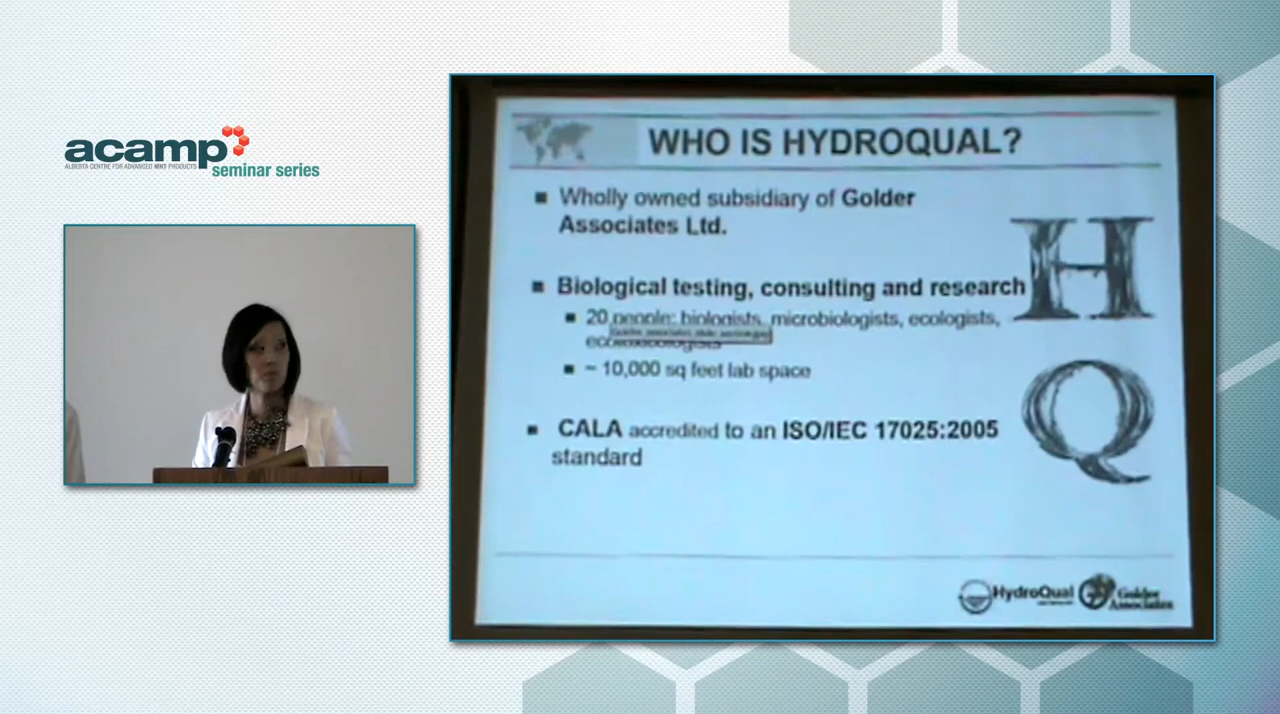 acamp
ALBERTA CENTRE FOR ADVANCED MNT PRODUCTS
seminar series
WHO IS HYDROQUAL?
■ Wholly owned subsidiary of Golder
Associates Ltd.
■ Biological testing, consulting and research
■ 20 people: biologists, microbiologists, ecologists,
ecotoxicologists
■ ~ 10,000 sq feet lab space
■ CALA accredited to an ISO/IEC 17025:2005
standard
H
Q
HydroQual
Golder
Associates